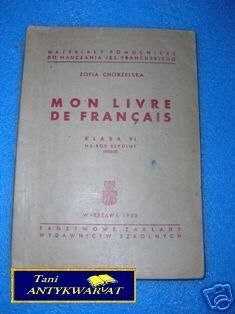 MATERIAŁY POMOCNICZE
DO NAUCZANIA JĘZ. FRANCUSKIEGO
ZOFIA CHORZELSKA
MON LIVRE
DE FRANÇAIS
KLASA VI
NA ROK SZKOLNY
WARSZAWA 1939
PAŃSTWOWE ZAKŁADY
WYDAWNICTW SZKOLNYCH
Tani
ANTYKWARIAT